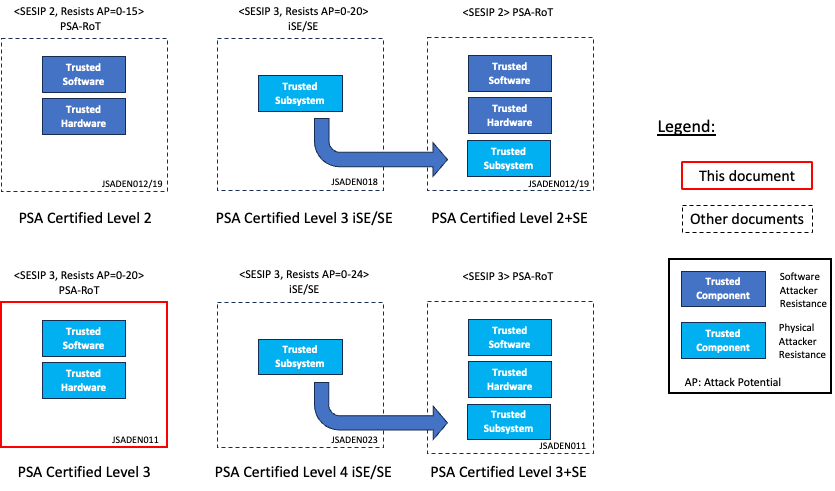 <SESIP 2, Resists AP=0-15>
PSA-RoT
Trusted
Software
Trusted
Hardware
JSADEN012/19
PSA Certified Level 2
<SESIP 3, Resists AP=0-20>
iSE/SE
Trusted
Subsystem
JSADEN018
PSA Certified Level 3 iSE/SE
<SESIP 2> PSA-RoT
Trusted
Software
Trusted
Hardware
Trusted
Subsystem
JSADEN012/19
PSA Certified Level 2+SE
<SESIP 3, Resists AP=0-20>
PSA-RoT
Trusted
Software
Trusted
Hardware
JSADEN011
PSA Certified Level 3
<SESIP 3, Resists AP=0-24>
iSE/SE
Trusted
Subsystem
JSADEN023
PSA Certified Level 4 iSE/SE
<SESIP 3> PSA-RoT
Trusted
Software
Trusted
Hardware
Trusted
Subsystem
JSADEN011
PSA Certified Level 3+SE
Legend:
This document
Other documents
Trusted
Component
Software
Attacker
Resistance
Trusted
Component
Physical
Attacker
Resistance
AP: Attack Potential